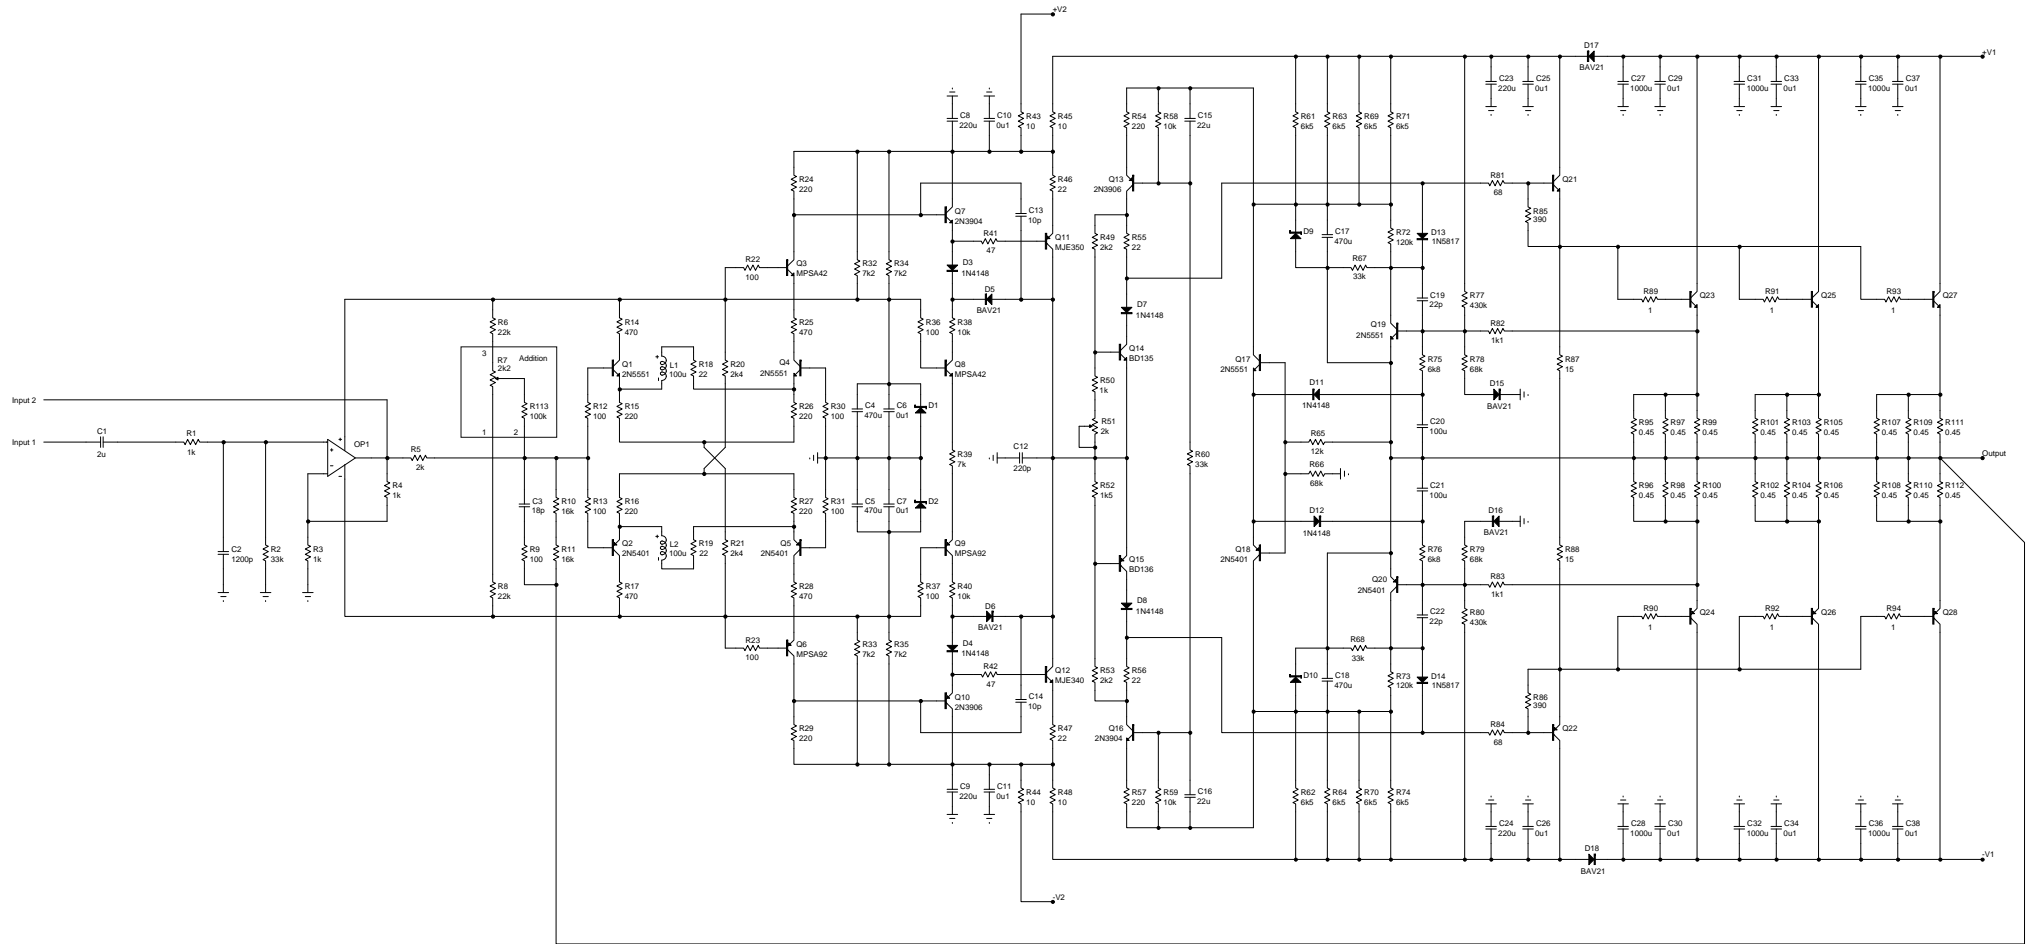 +V2
D17
BAV21
+V1
C23
220u
C25
0u1
C27
1000u
C29
0u1
C31
1000u
C33
0u1
C35
1000u
C37
0u1
C8
220u
C10
0u1
R43
10
R45
10
R54
220
R58
10k
C15
22u
R61
6k5
R63
6k5
R69
6k5
R71
6k5
R24
220
R46
22
Q13
2N3906
R81
68
Q21
Q7
2N3904
C13
10p
R85
390
R41
47
Q11
MJE350
R49
2k2
R55
22
D9
C17
470u
R72
120k
D13
1N5817
R22
100
Q3
MPSA42
R32
7k2
R34
7k2
D3
1N4148
R67
33k
D5
BAV21
D7
1N4148
C19
22p
R77
430k
R89
1
Q23
R91
1
Q25
R93
1
Q27
R6
22k
R14
470
R25
470
R36
100
R38
10k
Q19
2N5551
R82
1k1
3
Addition
R7
2k2
Q1
2N5551
L1
100u
R18
22
R20
2k4
Q4
2N5551
Q8
MPSA42
Q14
BD135
Q17
2N5551
R75
6k8
R78
68k
R87
15
D11
1N4148
D15
BAV21
R50
1k
Input 2
R113
100k
R12
100
R15
220
R26
220
R30
100
C4
470u
C6
0u1
D1
R51
2k
C20
100u
R95
0.45
R97
0.45
R99
0.45
R101
0.45
R103
0.45
R105
0.45
R107
0.45
R109
0.45
R111
0.45
1
2
Input 1
C1
2u
R1
1k
OP1
R5
2k
R65
12k
R39
7k
C12
220p
R60
33k
Output
R66
68k
R4
1k
C3
18p
R10
16k
R13
100
R16
220
R27
220
R31
100
C5
470u
C7
0u1
D2
R52
1k5
C21
100u
R96
0.45
R98
0.45
R100
0.45
R102
0.45
R104
0.45
R106
0.45
R108
0.45
R110
0.45
R112
0.45
D12
1N4148
D16
BAV21
C2
1200p
R2
33k
R3
1k
R9
100
R11
16k
Q2
2N5401
L2
100u
R19
22
R21
2k4
Q5
2N5401
Q9
MPSA92
Q15
BD136
Q18
2N5401
R76
6k8
R79
68k
R88
15
R8
22k
R17
470
R28
470
R37
100
R40
10k
Q20
2N5401
R83
1k1
D6
BAV21
D8
1N4148
C22
22p
R80
430k
R90
1
Q24
R92
1
Q26
R94
1
Q28
R23
100
Q6
MPSA92
R33
7k2
R35
7k2
D4
1N4148
R68
33k
R42
47
Q12
MJE340
R53
2k2
R56
22
D10
C18
470u
R73
120k
D14
1N5817
Q10
2N3906
C14
10p
R86
390
R29
220
R47
22
Q16
2N3904
R84
68
Q22
C9
220u
C11
0u1
R44
10
R48
10
R57
220
R59
10k
C16
22u
R62
6k5
R64
6k5
R70
6k5
R74
6k5
C24
220u
C26
0u1
C28
1000u
C30
0u1
C32
1000u
C34
0u1
C36
1000u
C38
0u1
D18
BAV21
-V1
-V2